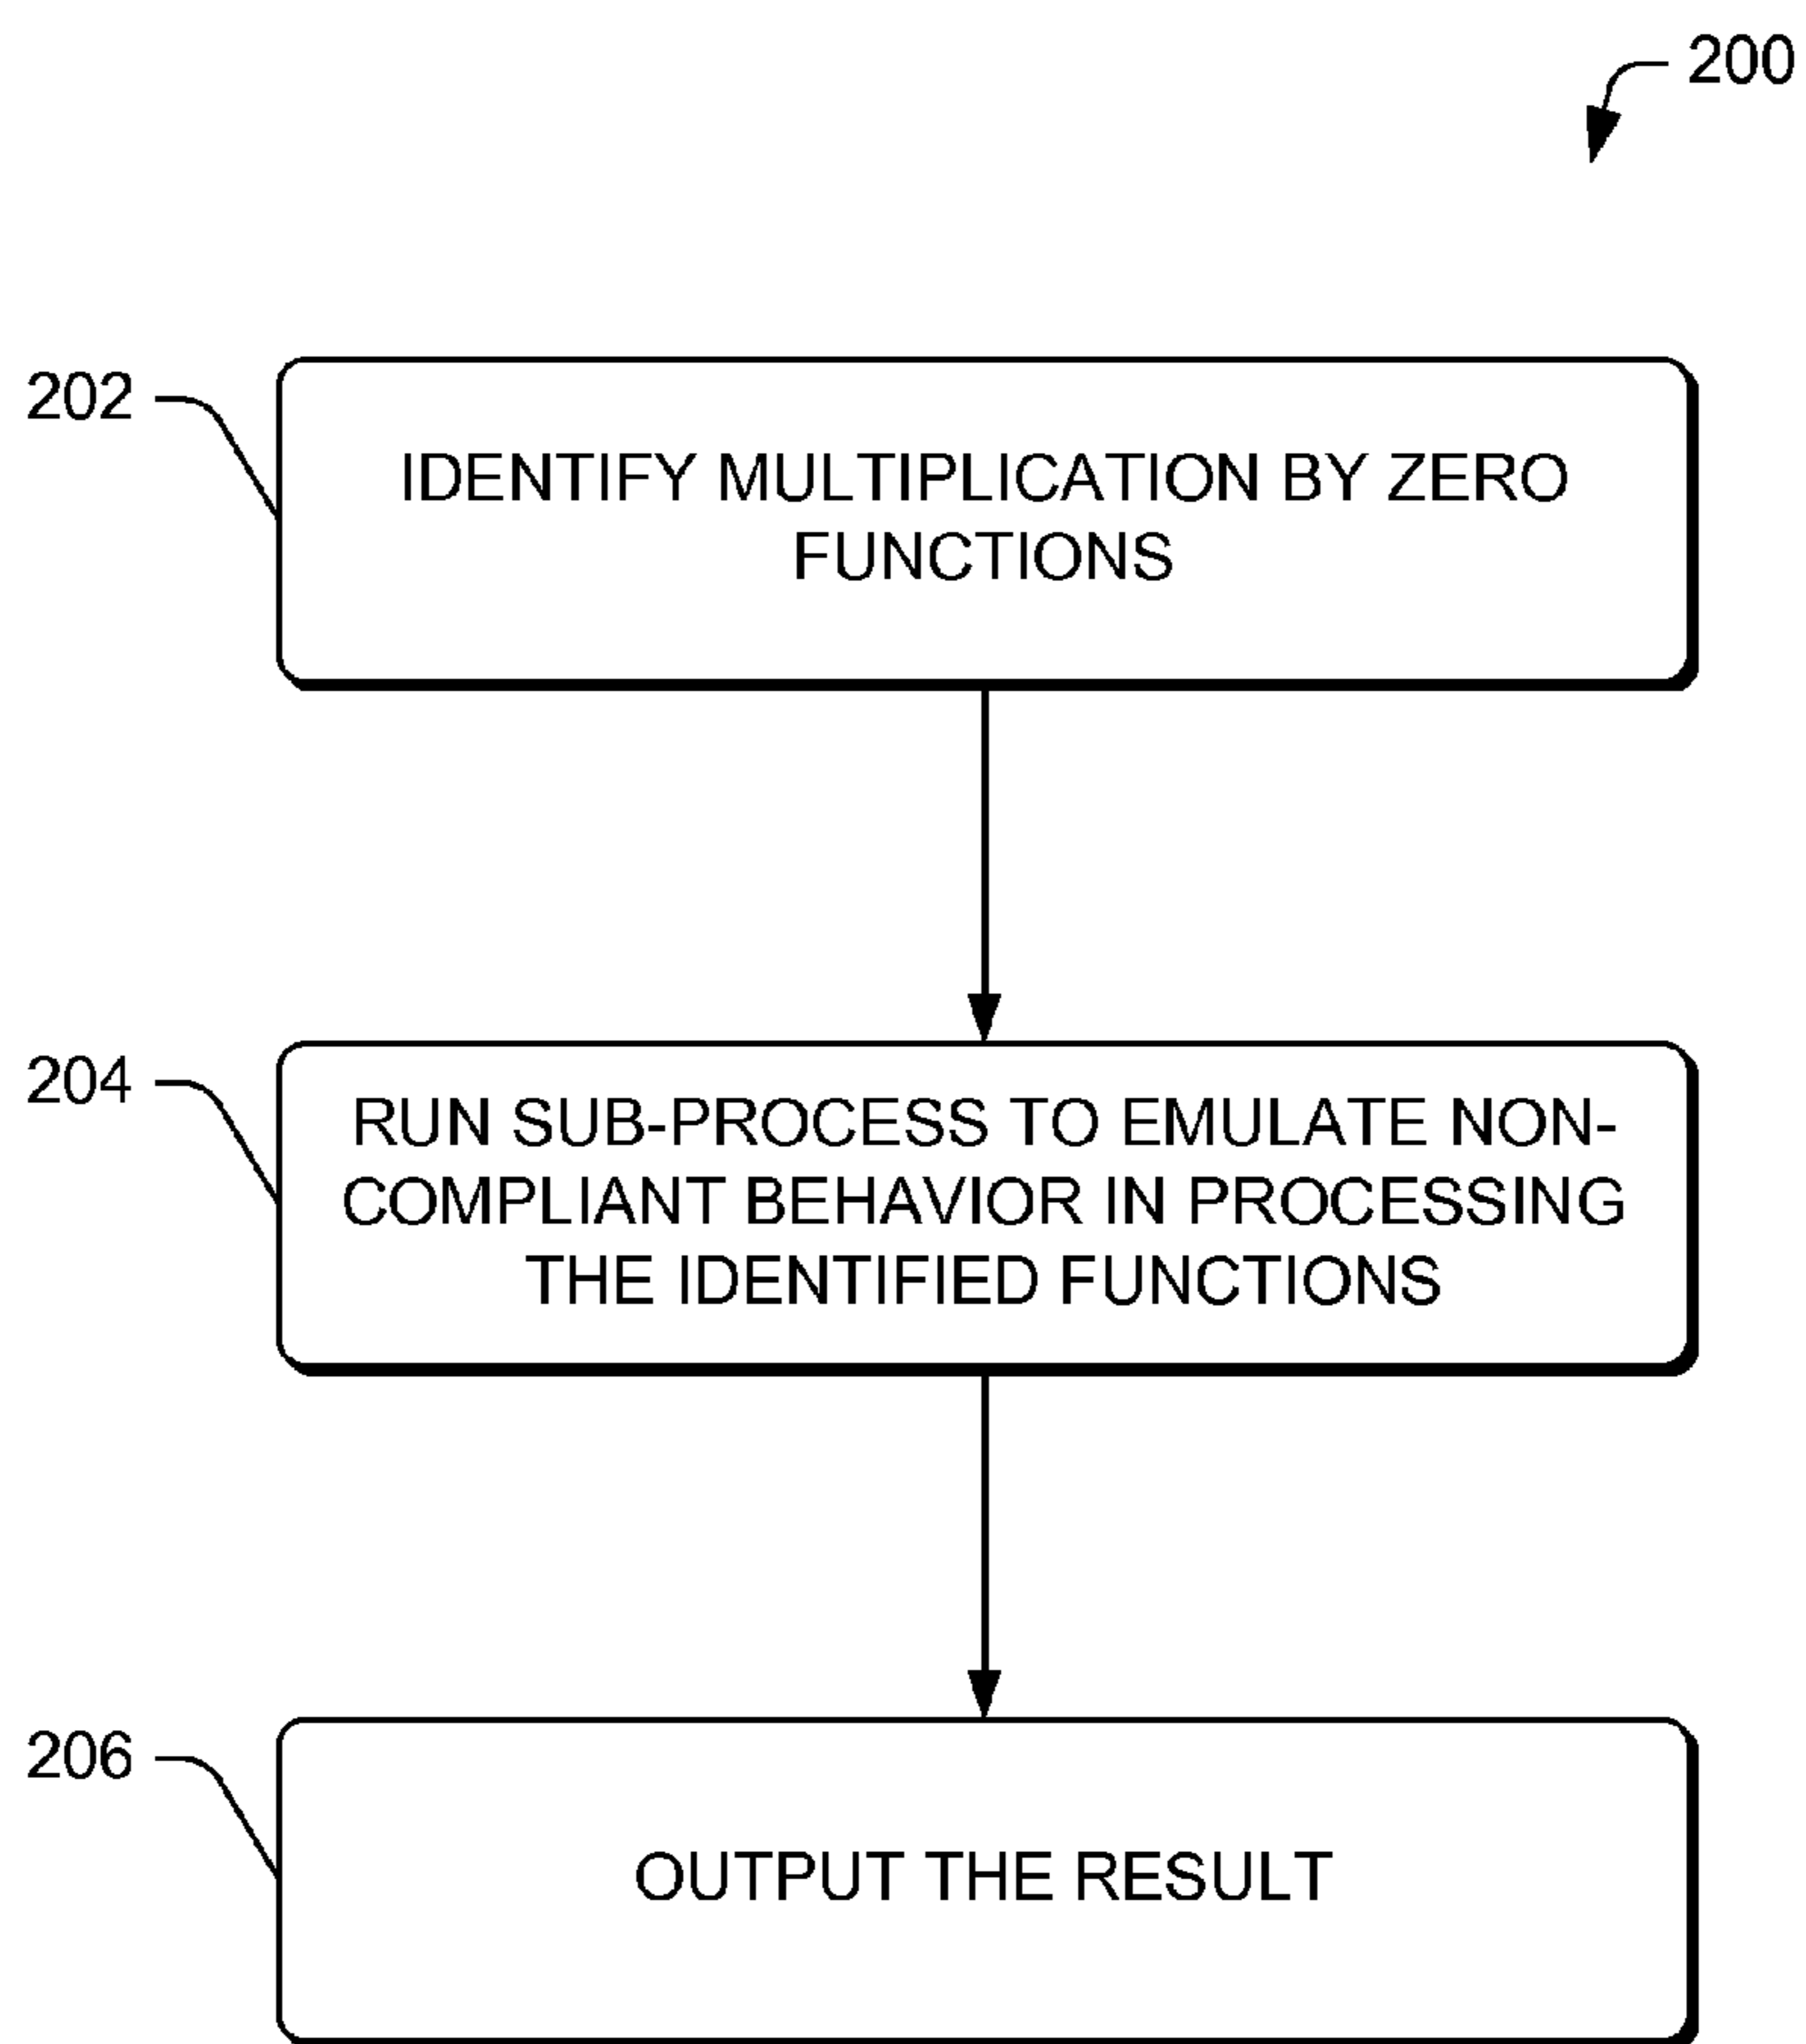 200
202
IDENTIFY MULTIPLICATION BY ZERO
FUNCTIONS
204
RUN SUB-PROCESS TO EMULATE NON-
COMPLIANT BEHAVIOR IN PROCESSING
THE IDENTIFIED FUNCTIONS
206
OUTPUT THE RESULT